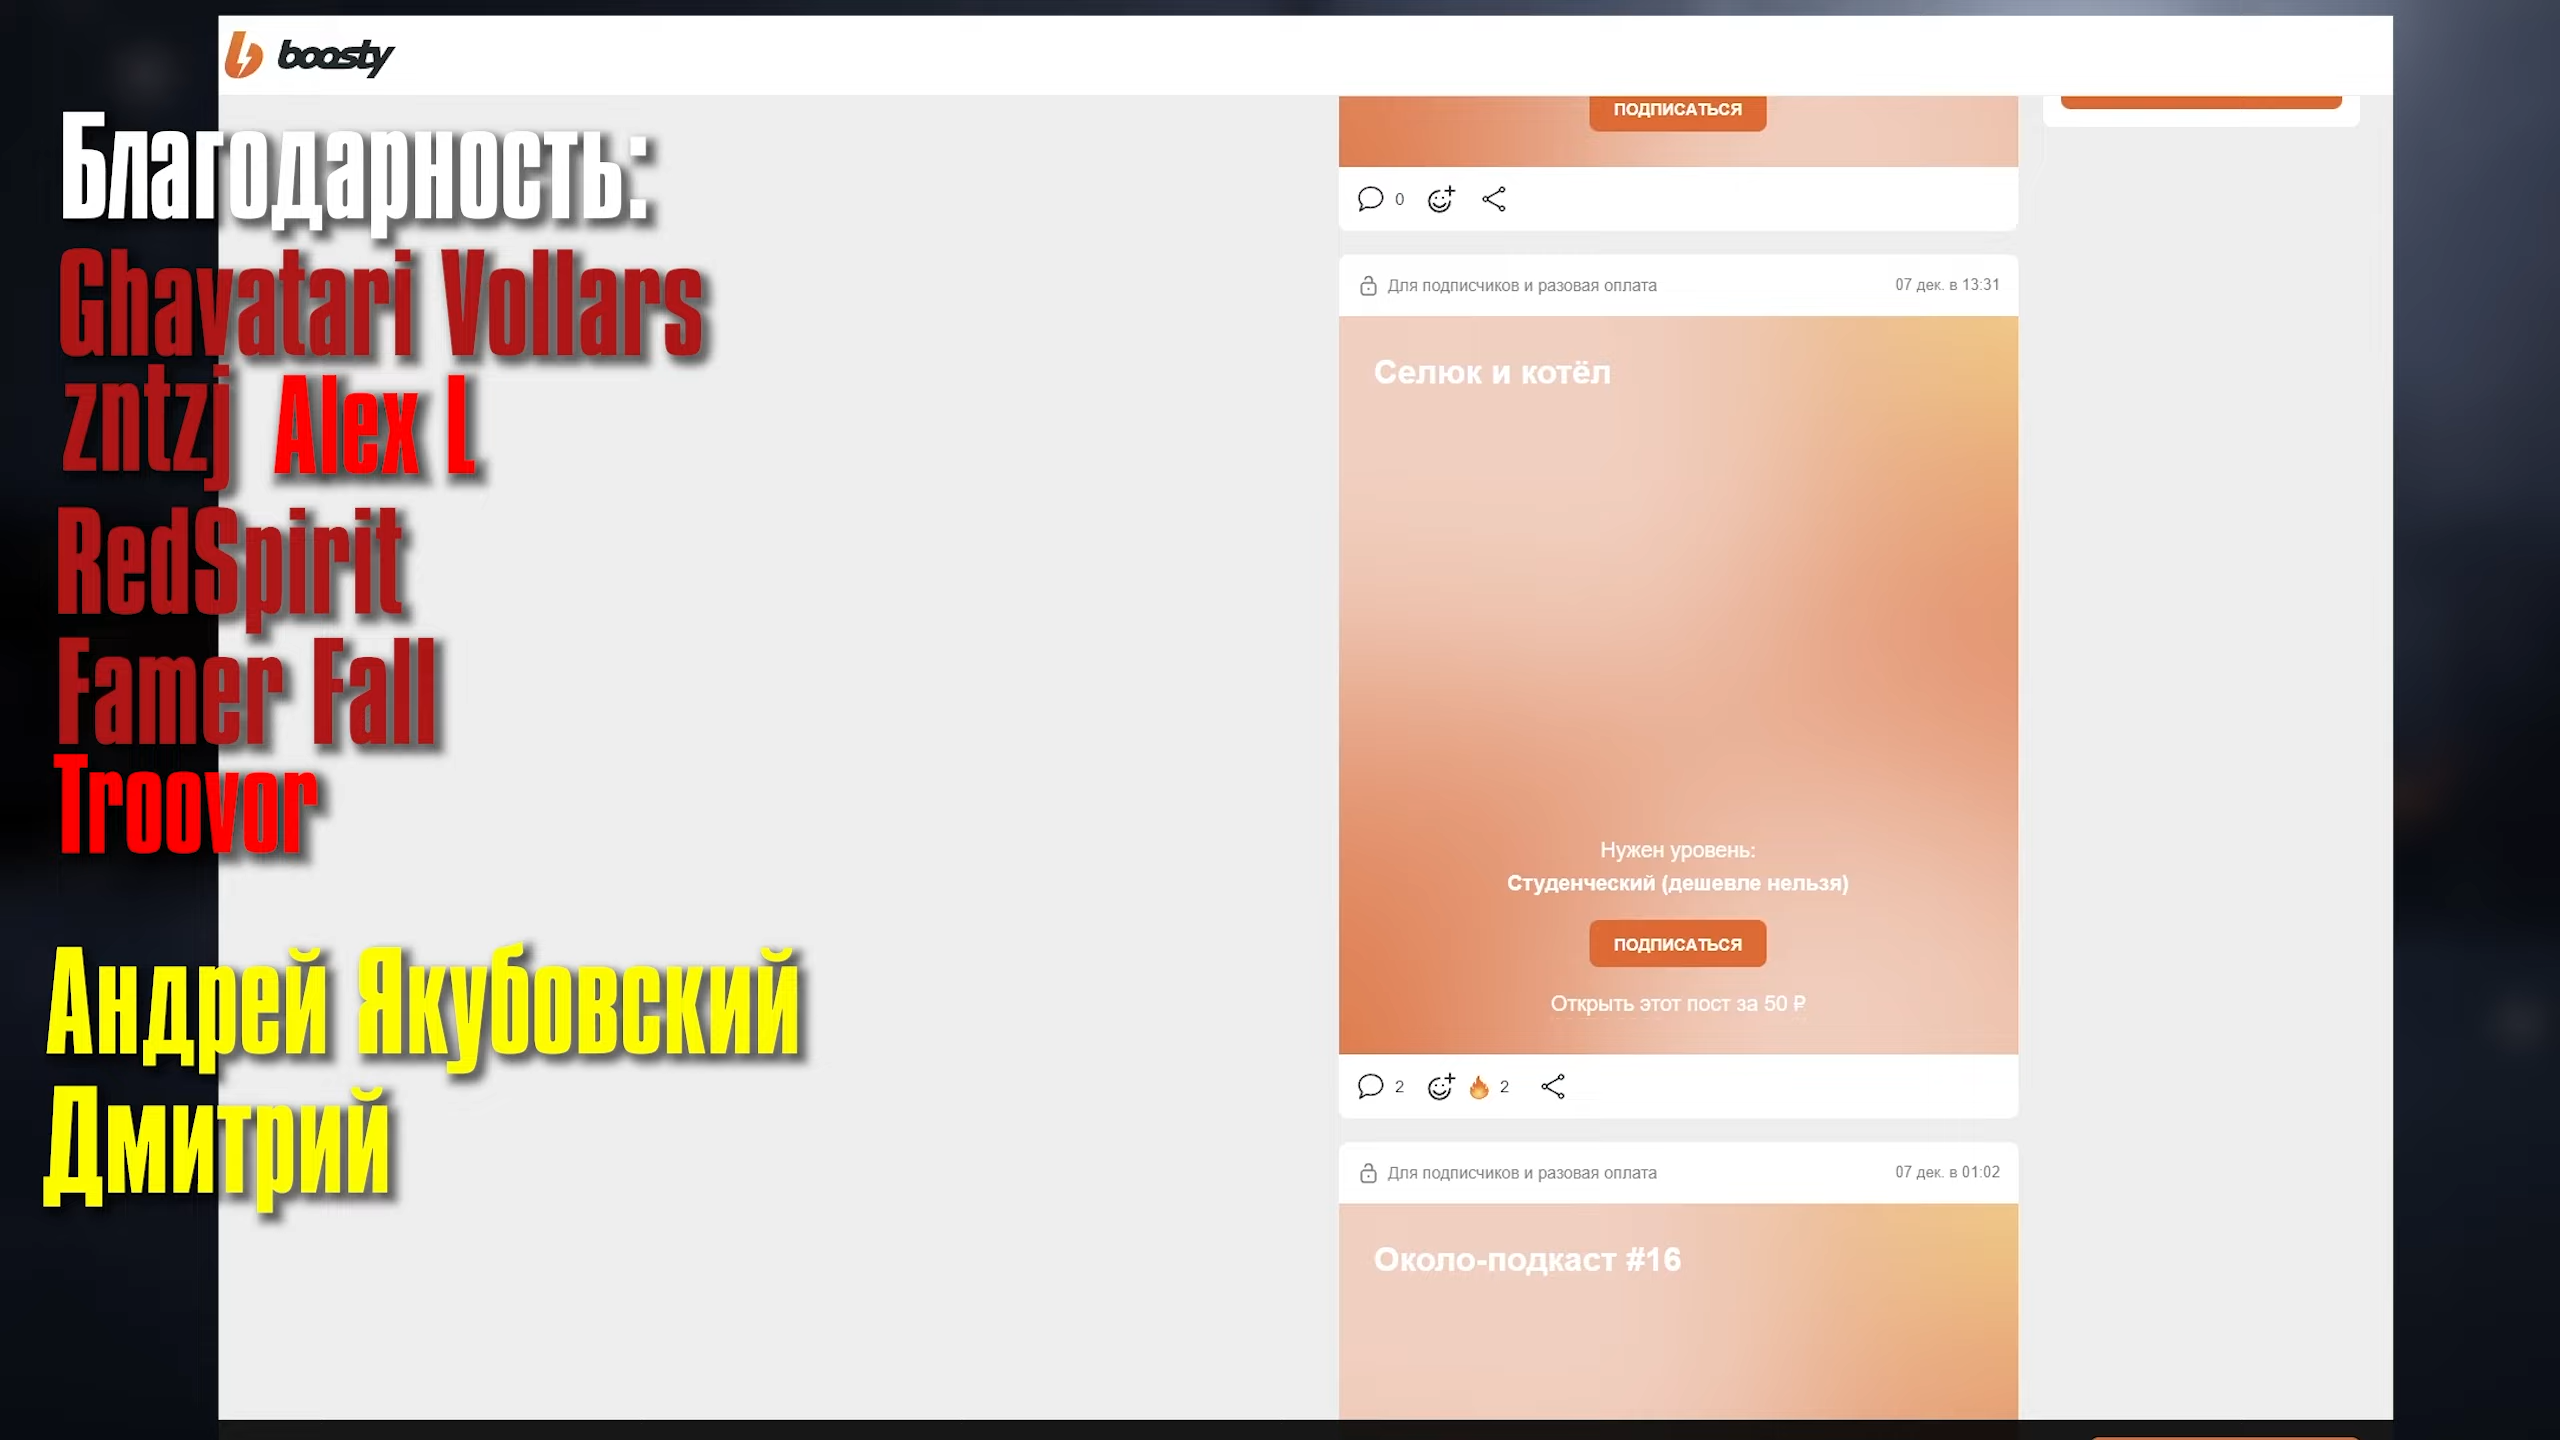 boosty
Благодарность:
Ghavatari Vollars
zntzj Alex L
RedSpirit
Famer Fall
Troovor
Андрей Якубовский
Дмитрий
ПОДПИСАТЬСЯ
0
Для подписчиков и разовая оплата 07 дек. в 13:31
Селюк и котёл
Нужен уровень:
Студенческий (дешевле нельзя)
ПОДПИСАТЬСЯ
Открыть этот пост за 50 ₽
2 2
Для подписчиков и разовая оплата 07 дек. в 01:02
Около-подкаст #16